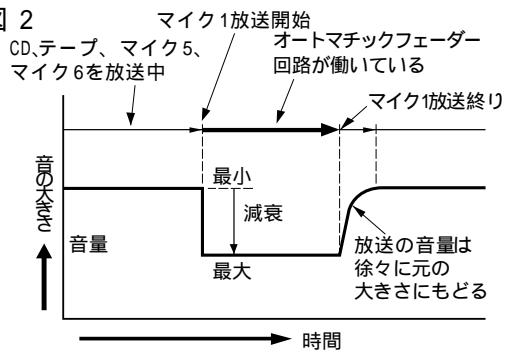 図 2
CD、テープ、マイク5、
マイク6を放送中
マイク1放送開始
オートマチックフェーダー
回路が働いている
マイク1放送終り
音の大きさ
音量
最小
減衰
最大
放送の音量は
徐々に元の
大きさにもどる
時間